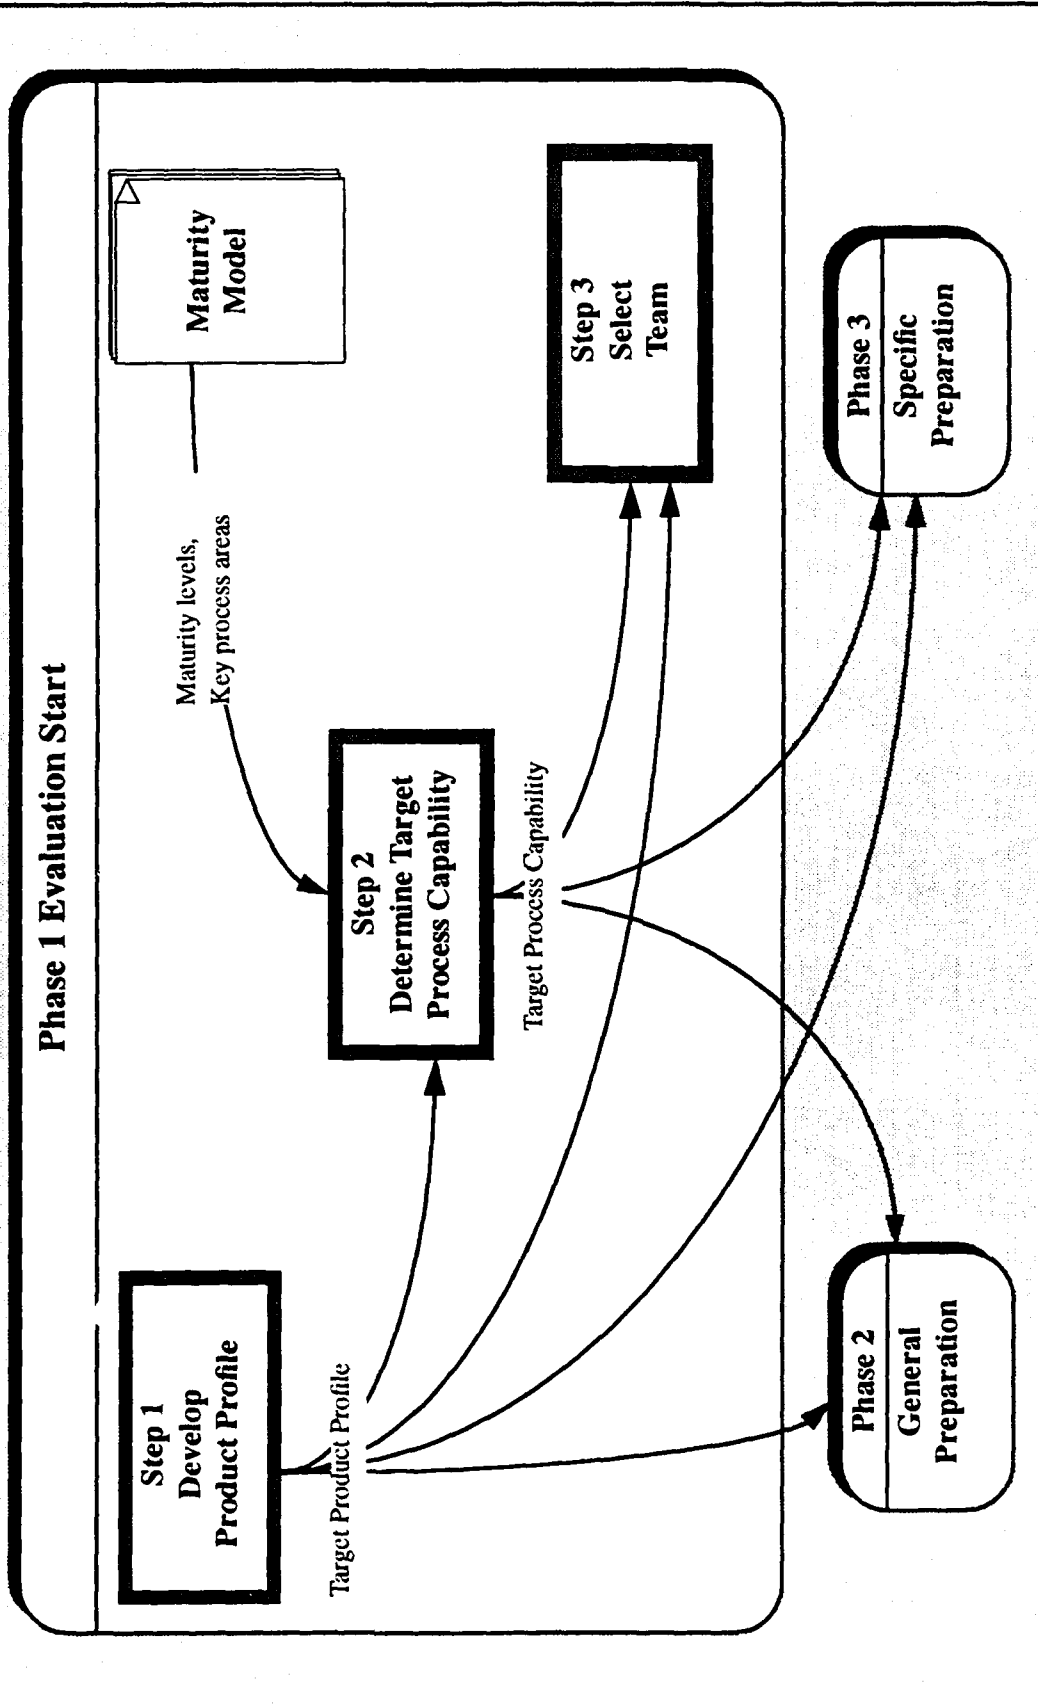 Phase 1 Evaluation Start
Step 1
Develop
Product Profile
Target Product Profile
Step 2
Determine Target
Process Capability
Target Process Capability
Maturity levels,
Key process areas
Maturity
Model
Step 3
Select
Team
Phase 2
General
Preparation
Phase 3
Specific
Preparation